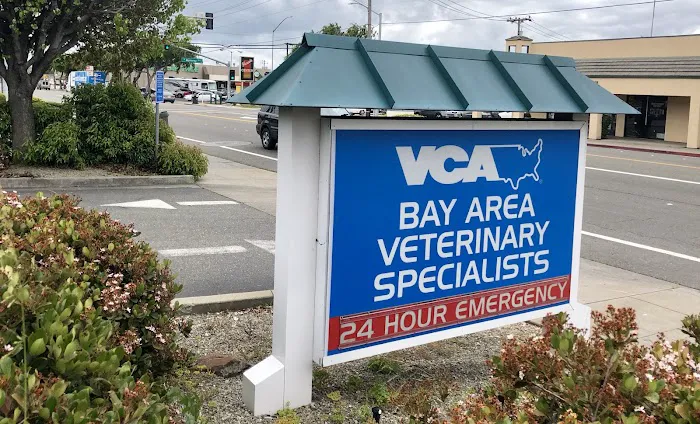 VCA
BAY AREA
VETERINARY
SPECIALISTS
24 HOUR EMERGENCY